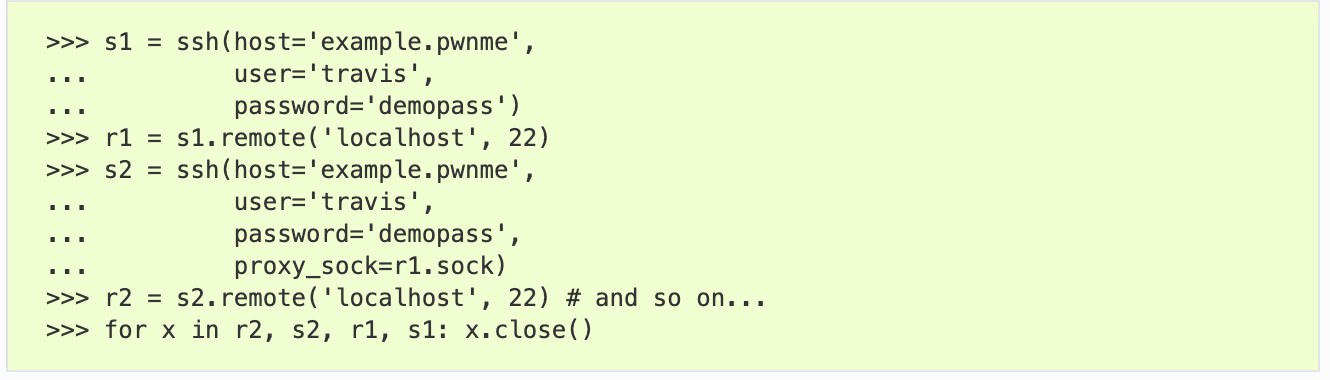 >>> s1 = ssh(host='example.pwnme',
...          user='travis',
...          password='demopass')
>>> r1 = s1.remote('localhost', 22)
>>> s2 = ssh(host='example.pwnme',
...          user='travis',
...          password='demopass',
...          proxy_sock=r1.sock)
>>> r2 = s2.remote('localhost', 22) # and so on...
>>> for x in r2, s2, r1, s1: x.close()